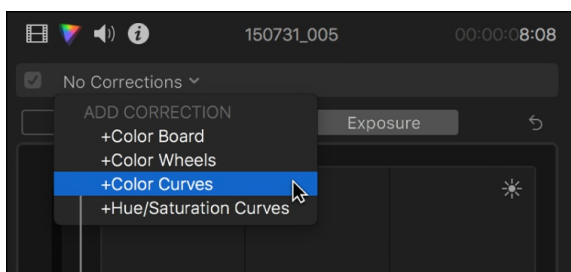 150731_005 00:00:08:08
No Corrections
ADD CORRECTION
+Color Board
Exposure
+Color Wheels
+Color Curves
+Hue/Saturation Curves